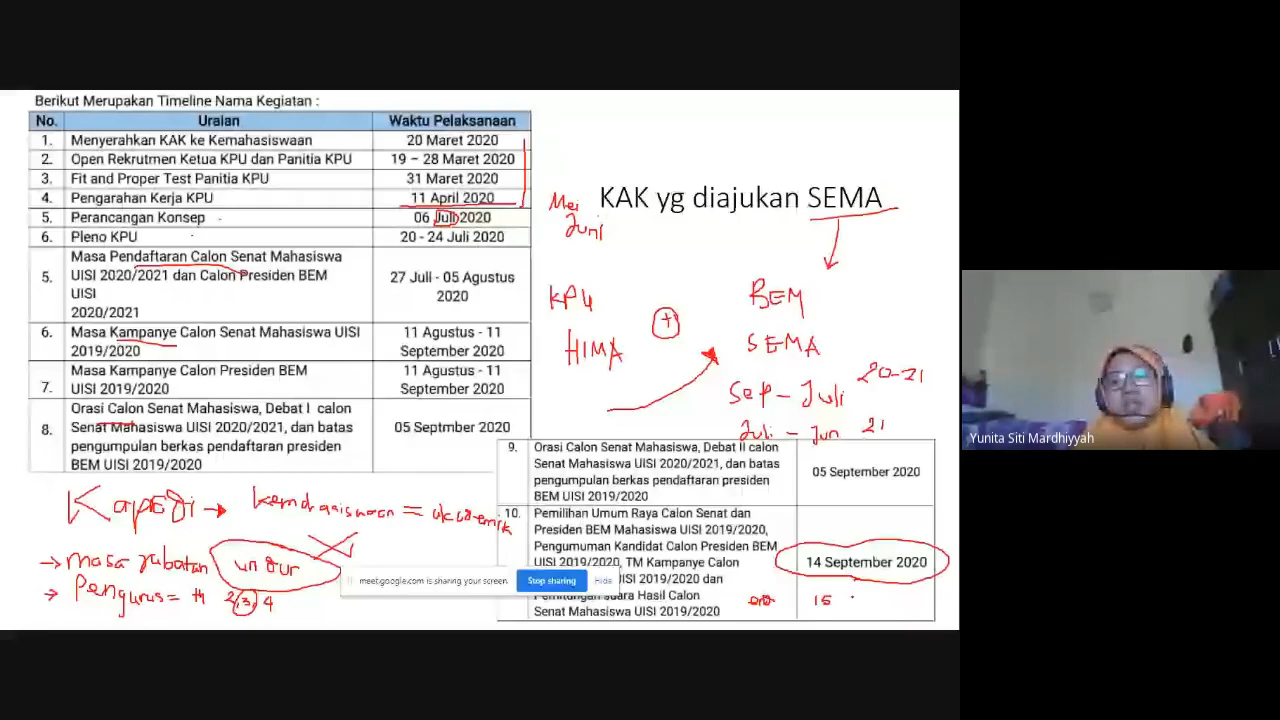 Berikut Merupakan Timeline Nama Kegiatan :
No. Uraian Waktu Pelaksanaan
1. Menyerahkan KAK ke Kemahasiswaan 20 Maret 2020
2. Open Rekrutmen Ketua KPU dan Panitia KPU 19 – 28 Maret 2020
3. Fit and Proper Test Panitia KPU 31 Maret 2020
4. Pengarahan Kerja KPU 11 April 2020
5. Perancangan Konsep 06 Juli 2020
6. Pleno KPU 20 - 24 Juli 2020
5. Masa Pendaftaran Calon Senat Mahasiswa
UISI 2020/2021 dan Calon Presiden BEM
UISI
2020/2021
27 Juli - 05 Agustus
2020
6. Masa Kampanye Calon Senat Mahasiswa UISI
2019/2020
11 Agustus - 11
September 2020
7. Masa Kampanye Calon Presiden BEM
UISI 2019/2020
11 Agustus - 11
September 2020
8. Orasi Calon Senat Mahasiswa, Debat I calon
Senat Mahasiswa UISI 2020/2021, dan batas
pengumpulan berkas pendaftaran presiden
BEM UISI 2019/2020
05 Septmber 2020
KAK yg diajukan SEMA
Mei
Juni
KPU
HIMA
+
BEM
SEMA
Sep - Juli 20-21
Juli - Jun 21
9. Orasi Calon Senat Mahasiswa, Debat II calon
Senat Mahasiswa UISI 2020/2021, dan batas
pengumpulan berkas pendaftaran presiden
BEM UISI 2019/2020
05 September 2020
10. Pemilihan Umum Raya Calon Senat dan
Presiden BEM Mahasiswa UISI 2019/2020,
Pengumuman Kandidat Calon Presiden BEM
UISI 2019/2020, TM Kampanye Calon
ISI 2019/2020 dan
suara Hasil Calon
Senat Mahasiswa UISI 2019/2020
14 September 2020
15
Kaprodi → kemahasiswaan = akademik
→ masa jabatan undur
→ Pengurus = th 2,3,4
meet.google.com is sharing your screen.
Stop sharing
Hide
Yunita Siti Mardhiyyah